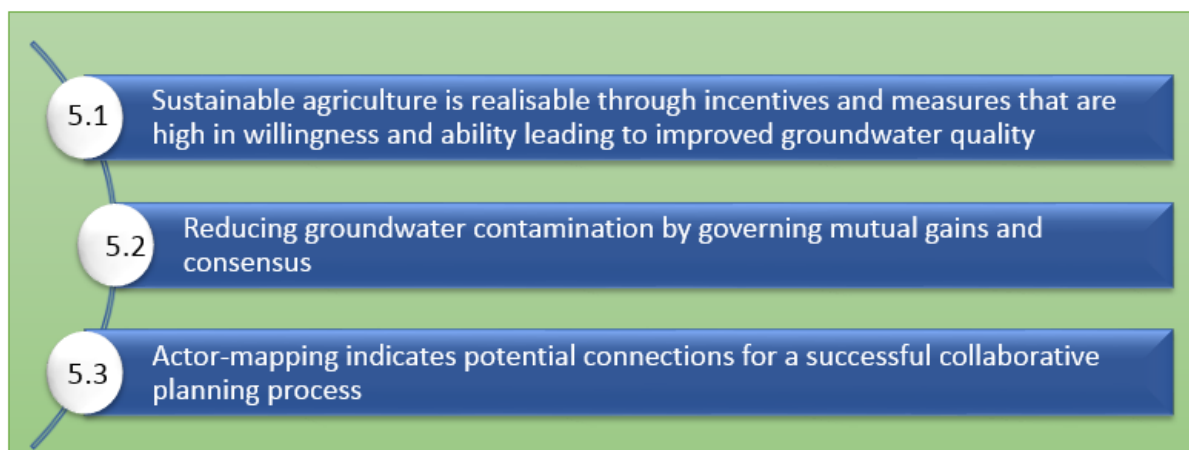 5.1
Sustainable agriculture is realisable through incentives and measures that are
high in willingness and ability leading to improved groundwater quality
5.2
Reducing groundwater contamination by governing mutual gains and
consensus
5.3
Actor-mapping indicates potential connections for a successful collaborative
planning process